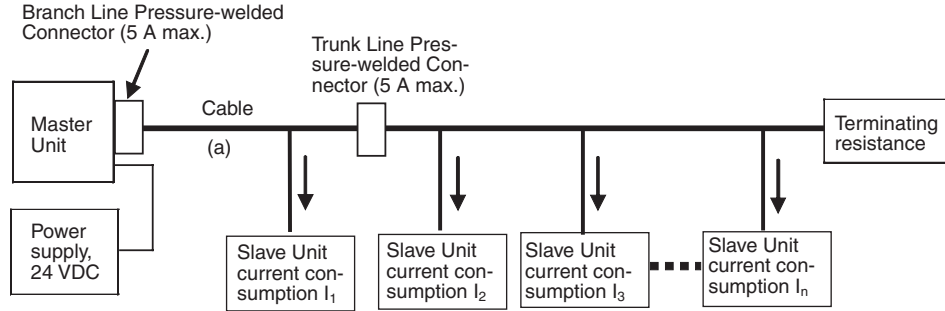 Branch Line Pressure-welded
Connector (5 A max.)
Trunk Line Pres-
sure-welded Con-
nector (5 A max.)
Master
Unit
Cable
(a)
Terminating
resistance
Power
supply,
24 VDC
Slave Unit
current con-
sumption I₁
Slave Unit
current con-
sumption I₂
Slave Unit
current con-
sumption I₃
Slave Unit
current con-
sumption Iₙ